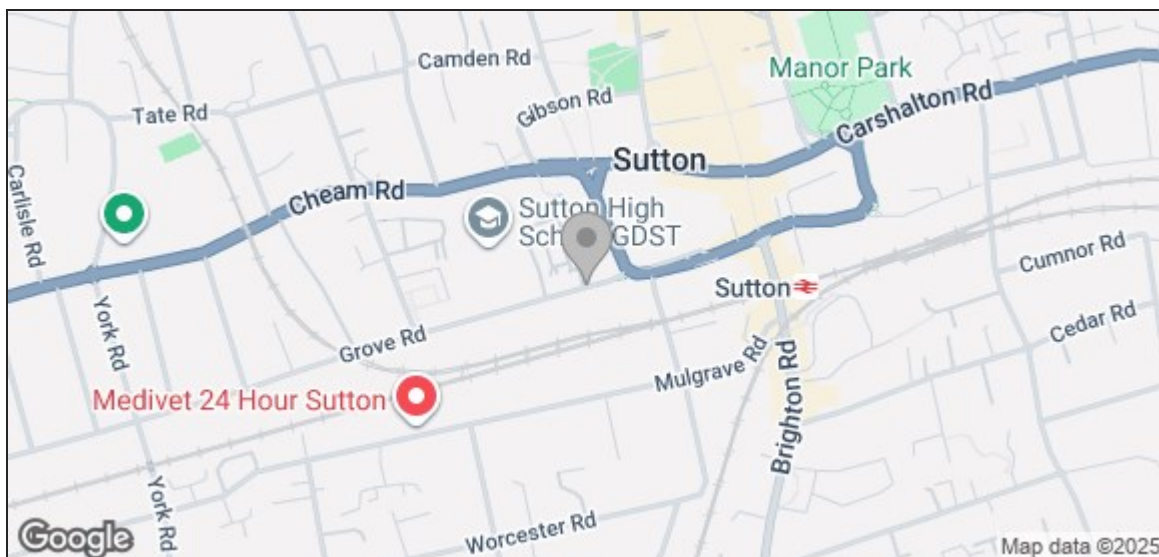 Camden Rd
Manor Park
Gibson Rd
Carshalton Rd
Tate Rd
Sutton
Carlisle Rd
Cheam Rd
Sutton High
School GDST
Cumnor Rd
Sutton
York Rd
Cedar Rd
Grove Rd
Mulgrave Rd
Medivet 24 Hour Sutton
Brighton Rd
York Rd
Worcester Rd
Google
Map data ©2025